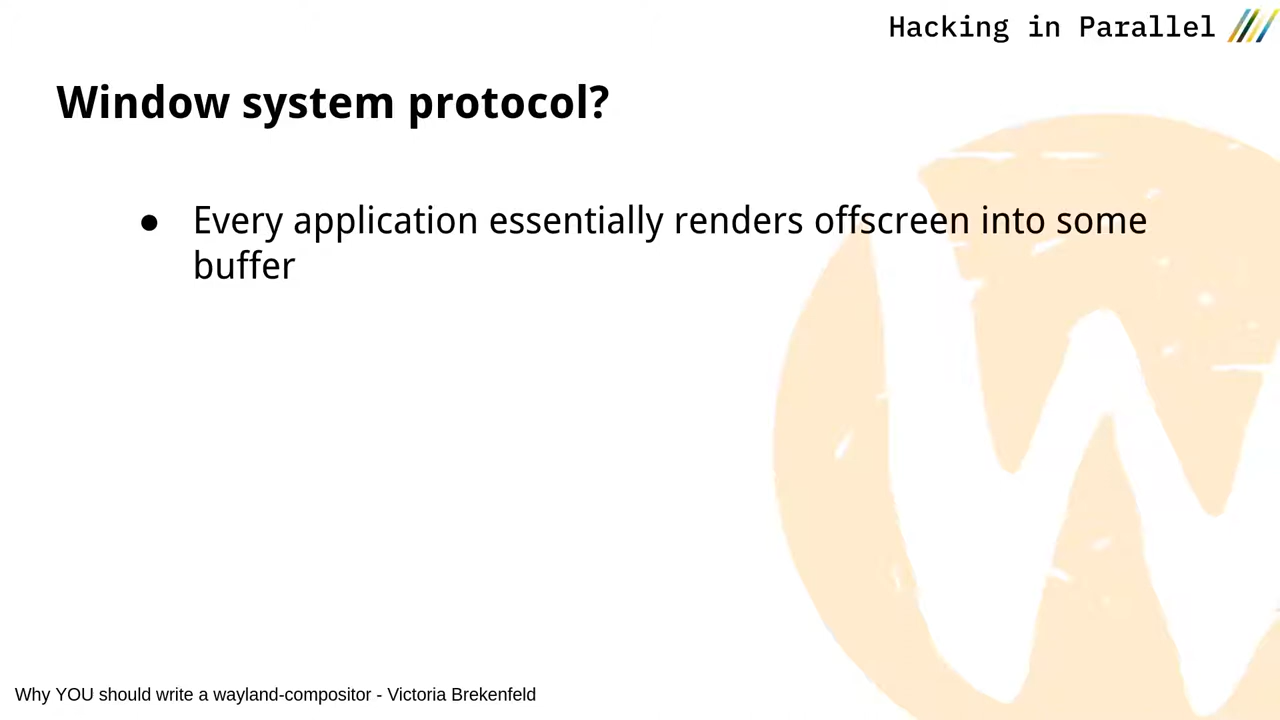 Hacking in Parallel
Window system protocol?
● Every application essentially renders offscreen into some
buffer
Why YOU should write a wayland-compositor - Victoria Brekenfeld